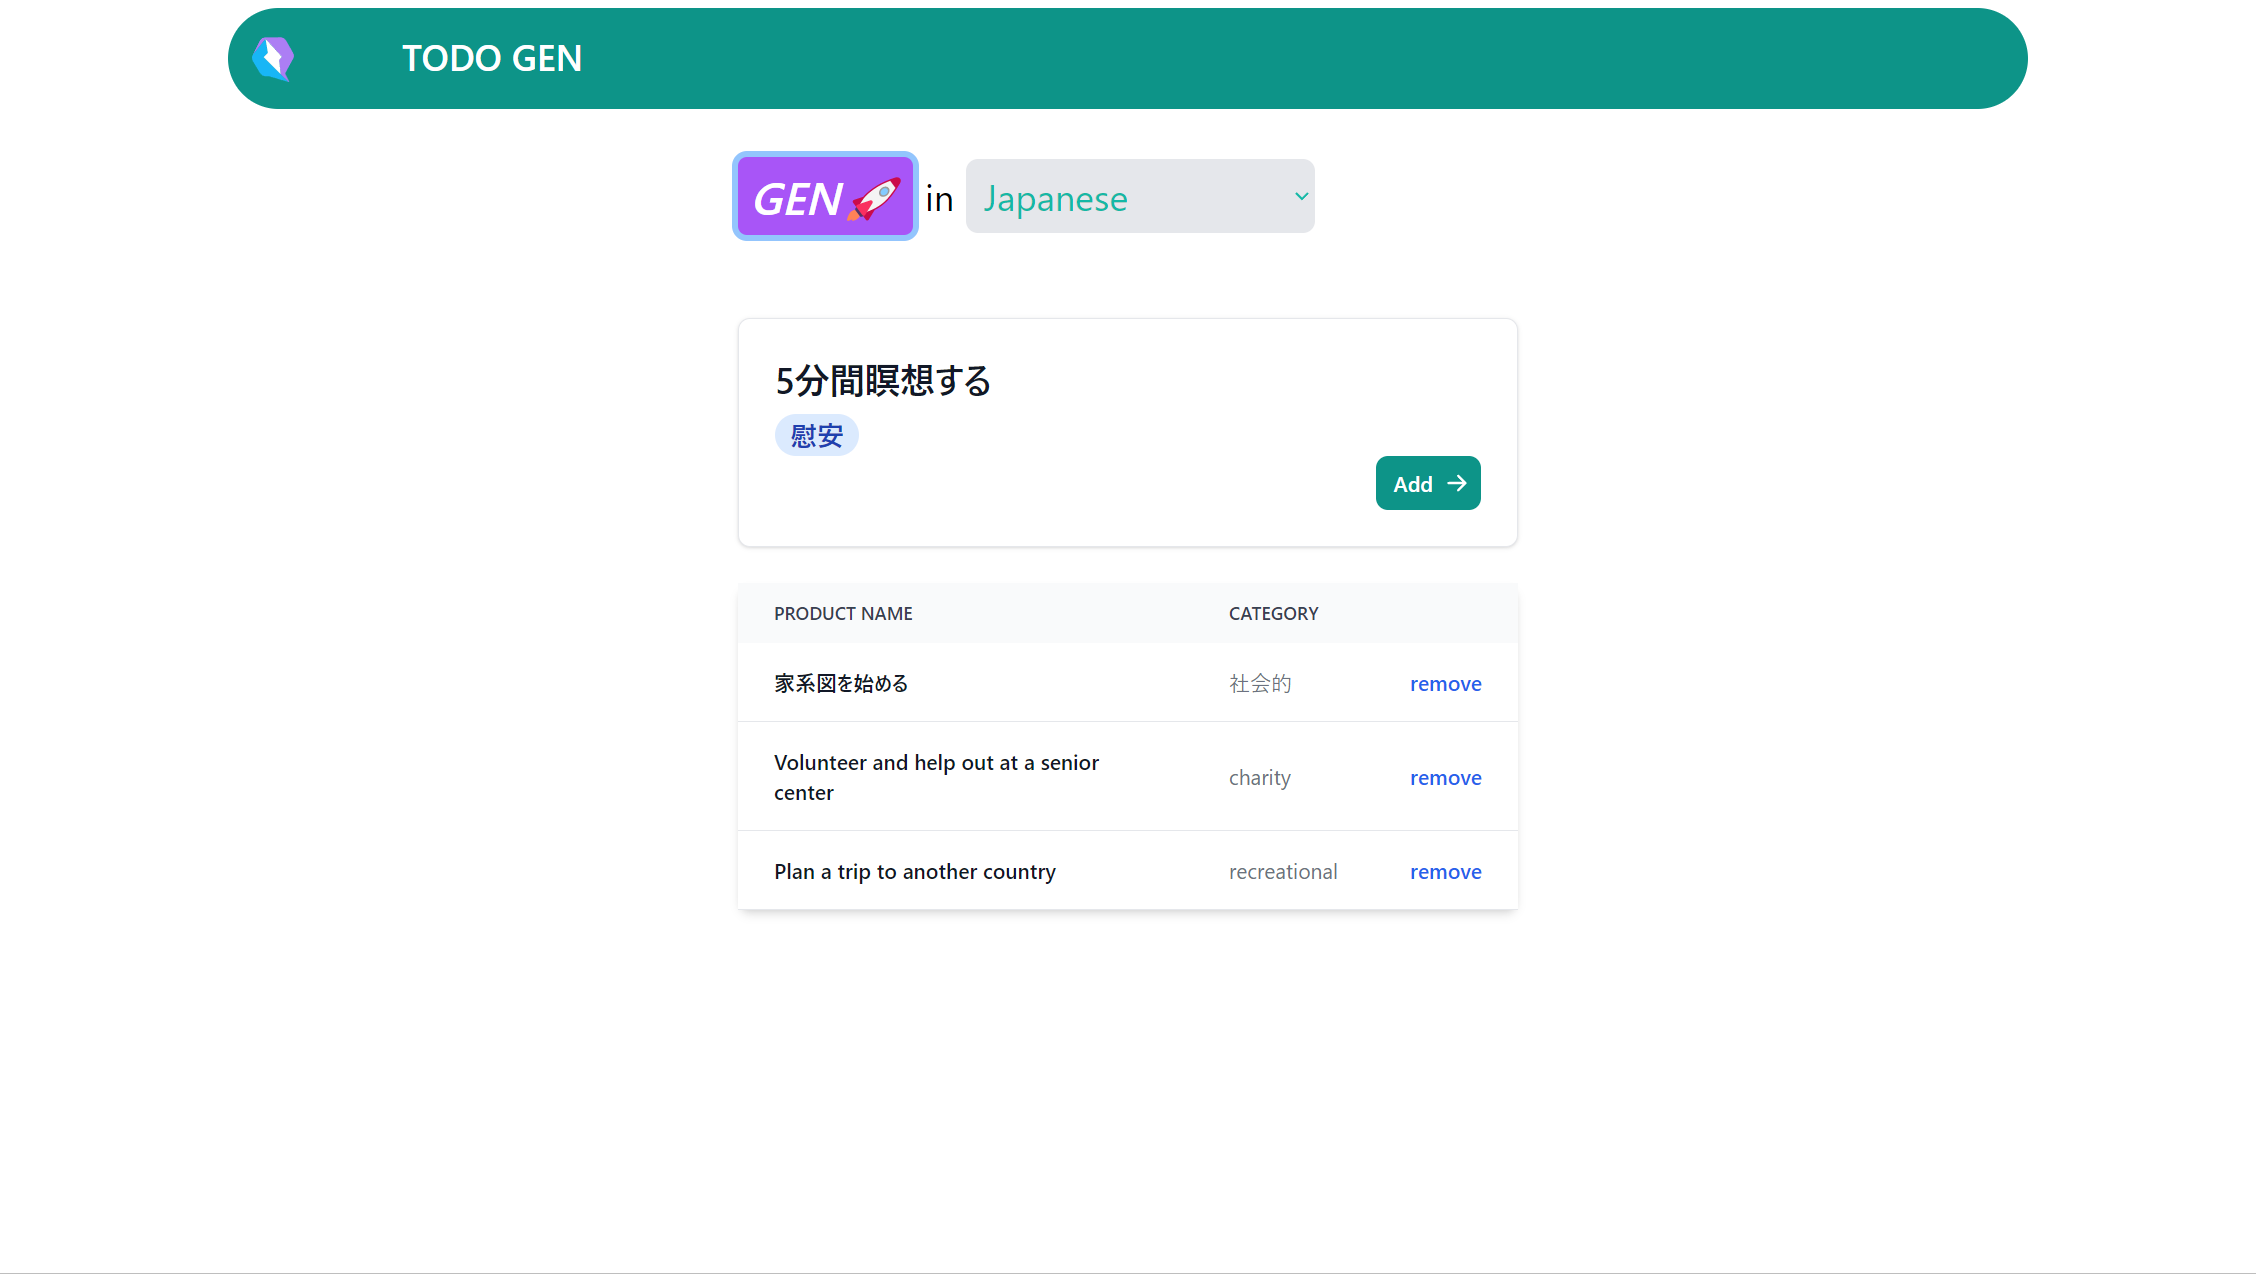 TODO GEN
GEN🚀 in Japanese
5分間瞑想する
慰安
Add →
PRODUCT NAME CATEGORY
家系図を始める 社会的 remove
Volunteer and help out at a senior
center charity remove
Plan a trip to another country recreational remove